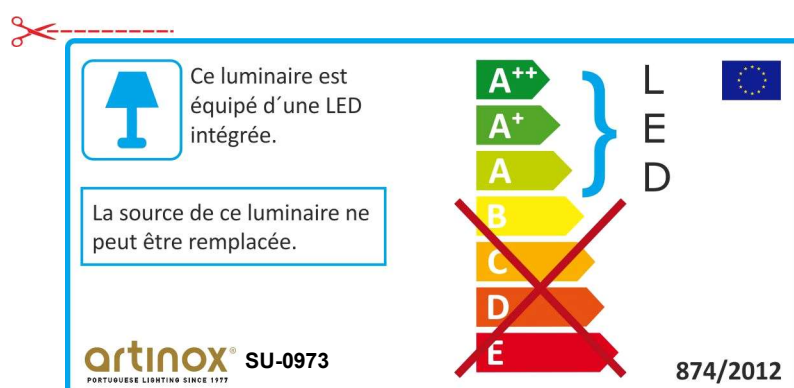 Ce luminaire est
équipé d´une LED
intégrée.
La source de ce luminaire ne
peut être remplacée.
artinox® SU-0973
PORTUGUESE LIGHTING SINCE 1977
A++
A+
A
B
C
D
E
L
E
D
874/2012